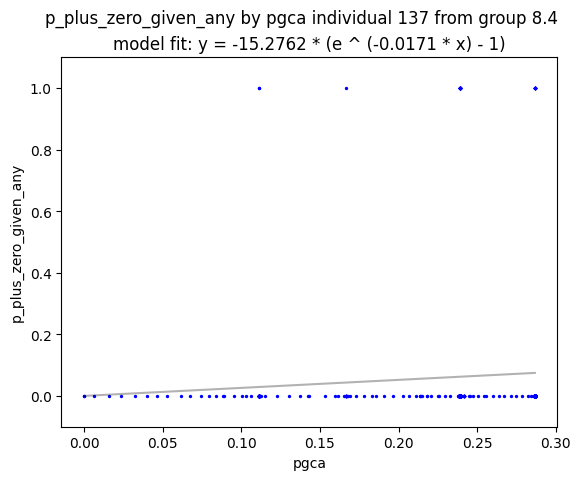 p_plus_zero_given_any by pgca individual 137 from group 8.4
model fit: y = -15.2762 * (e ^ (-0.0171 * x) - 1)
1.0
0.8
0.6
0.4
0.2
0.0
p_plus_zero_given_any
0.00 0.05 0.10 0.15 0.20 0.25 0.30
pgca